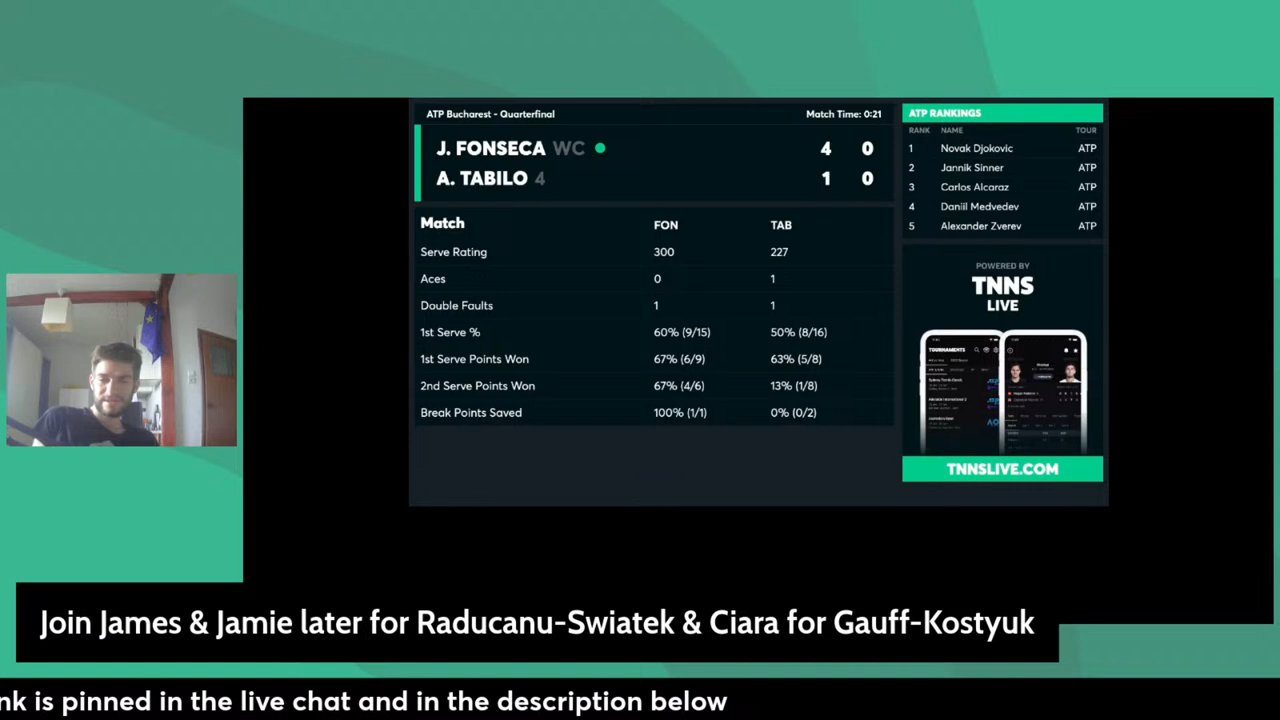 ATP Bucharest - Quarterfinal
Match Time: 0:21
J. FONSECA WC 4 0
A. TABILO 4 1 0
Match FON TAB
Serve Rating 300 227
Aces 0 1
Double Faults 1 1
1st Serve % 60% (9/15) 50% (8/16)
1st Serve Points Won 67% (6/9) 63% (5/8)
2nd Serve Points Won 67% (4/6) 13% (1/8)
Break Points Saved 100% (1/1) 0% (0/2)
ATP RANKINGS
RANK NAME TOUR
1 Novak Djokovic ATP
2 Jannik Sinner ATP
3 Carlos Alcaraz ATP
4 Daniil Medvedev ATP
5 Alexander Zverev ATP
POWERED BY
TNNS
LIVE
TOURNAMENTS
TNNSLIVE.COM
Join James & Jamie later for Raducanu-Swiatek & Ciara for Gauff-Kostyuk
nk is pinned in the live chat and in the description below